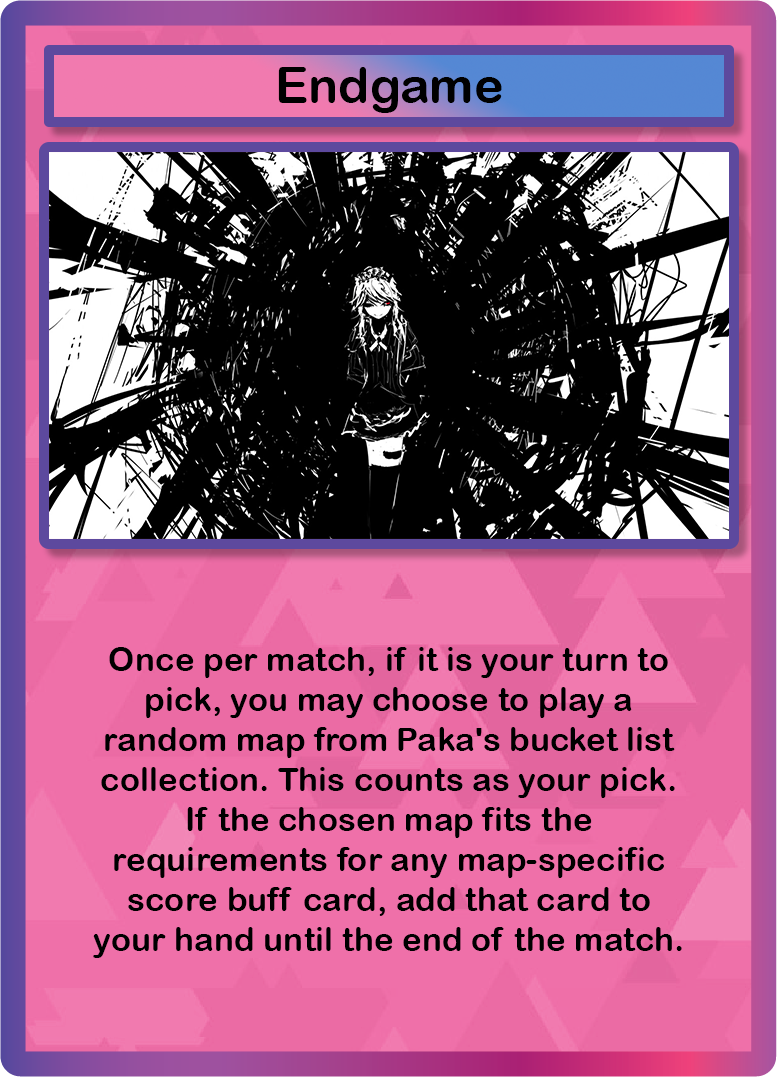 Endgame
Once per match, if it is your turn to
pick, you may choose to play a
random map from Paka's bucket list
collection. This counts as your pick.
If the chosen map fits the
requirements for any map-specific
score buff card, add that card to
your hand until the end of the match.